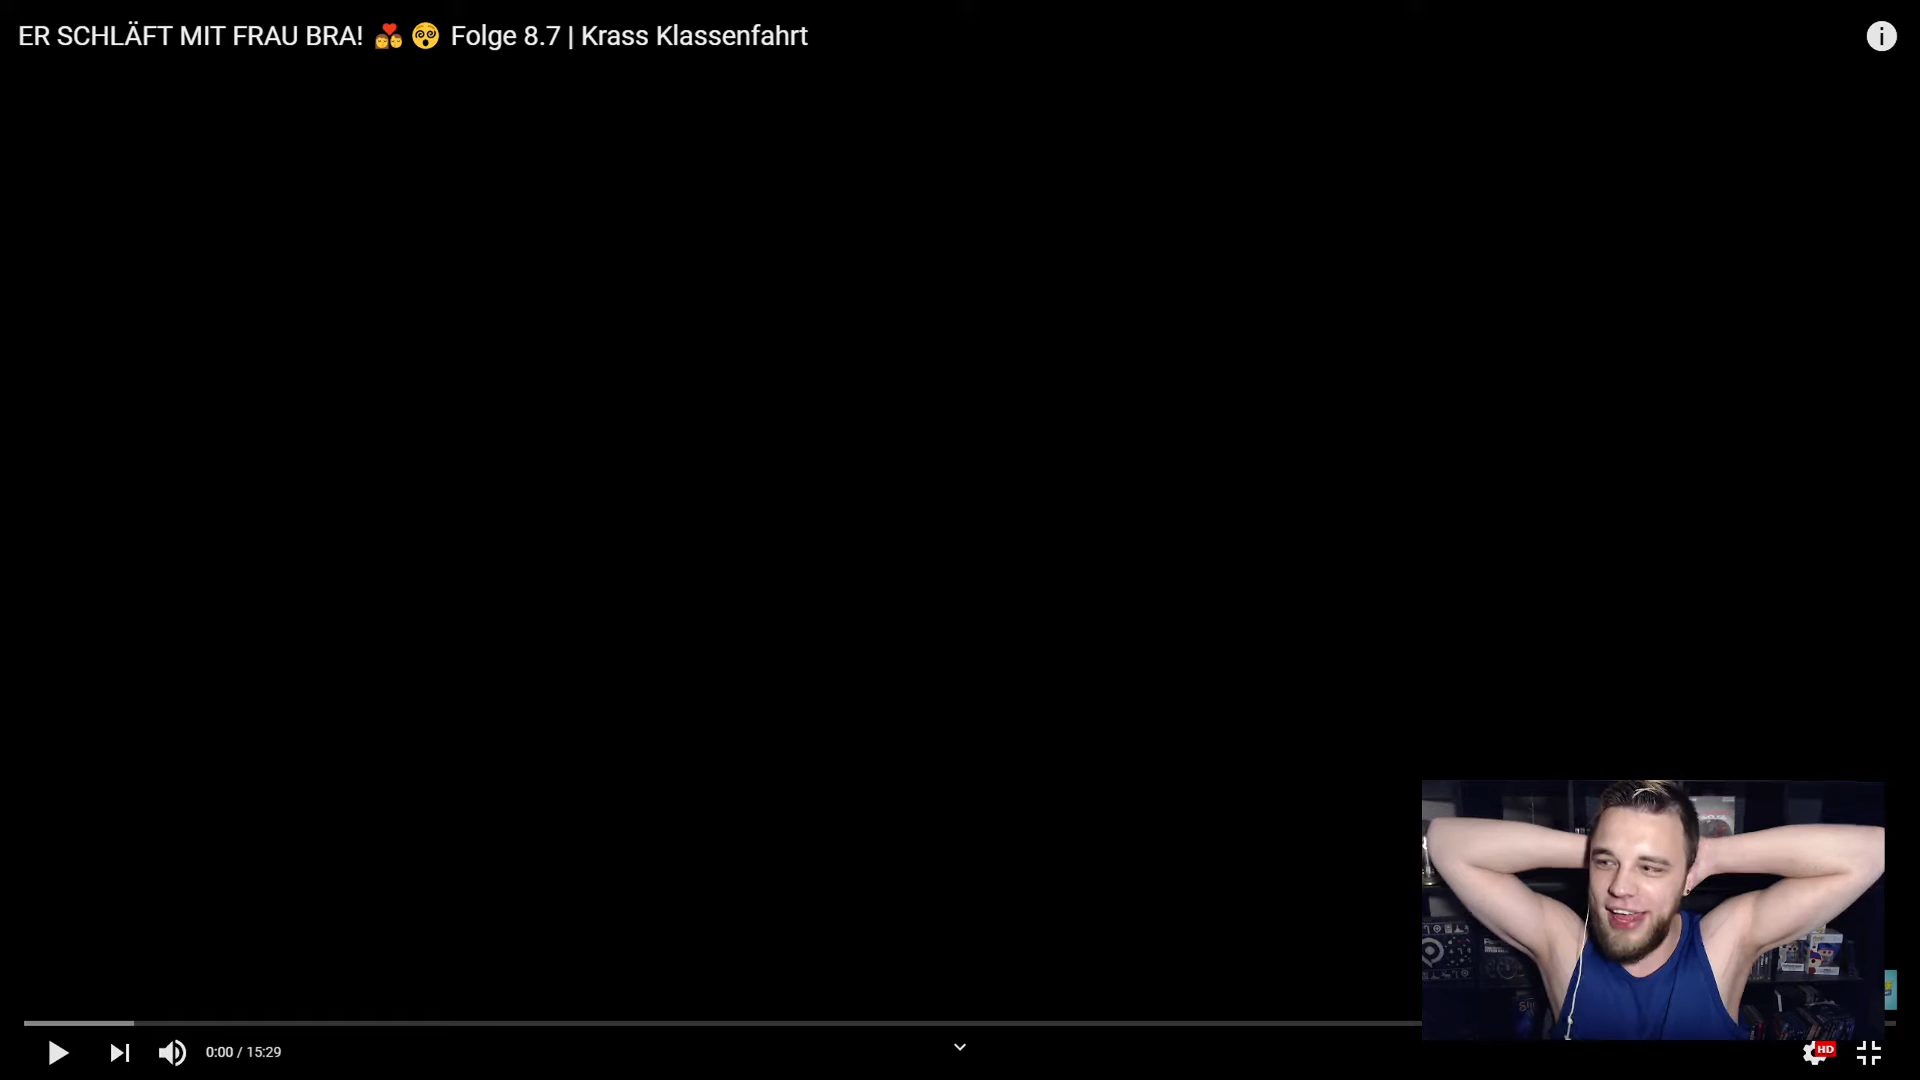 ER SCHLÄFT MIT FRAU BRA! 💏 😵‍💫 Folge 8.7 | Krass Klassenfahrt
0:00 / 15:29
HD